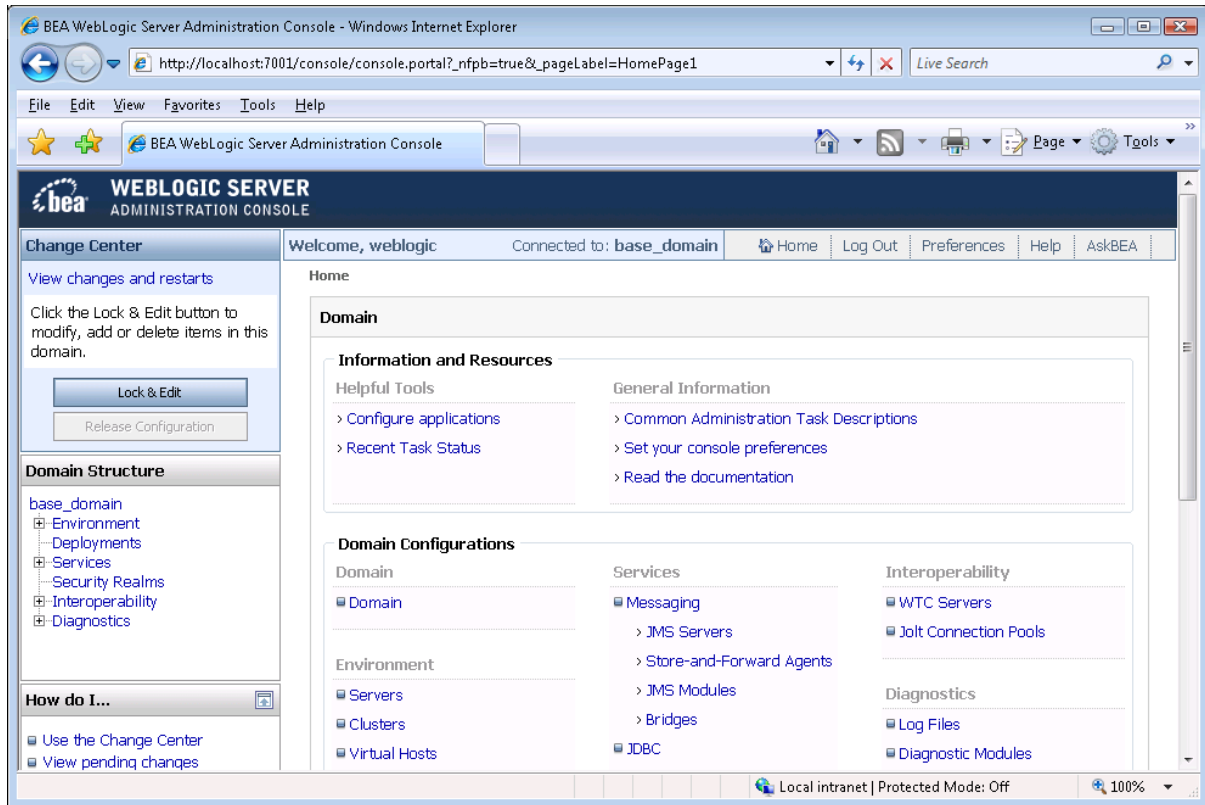 BEA WebLogic Server Administration Console - Windows Internet Explorer
http://localhost:7001/console/console.portal?_nfpb=true&_pageLabel=HomePage1
Live Search
File Edit View Favorites Tools Help
BEA WebLogic Server Administration Console
Page Tools
bea WEBLOGIC SERVER
ADMINISTRATION CONSOLE
Change Center
View changes and restarts
Click the Lock & Edit button to
modify, add or delete items in this
domain.
Lock & Edit
Release Configuration
Domain Structure
base_domain
Environment
Deployments
Services
Security Realms
Interoperability
Diagnostics
How do I...
Use the Change Center
View pending changes
Welcome, weblogic Connected to: base_domain Home Log Out Preferences Help AskBEA
Home
Domain
Information and Resources
Helpful Tools
Configure applications
Recent Task Status
General Information
Common Administration Task Descriptions
Set your console preferences
Read the documentation
Domain Configurations
Domain
Domain
Environment
Servers
Clusters
Virtual Hosts
Services
Messaging
JMS Servers
Store-and-Forward Agents
JMS Modules
Bridges
JDBC
Interoperability
WTC Servers
Jolt Connection Pools
Diagnostics
Log Files
Diagnostic Modules
Local intranet | Protected Mode: Off 100%